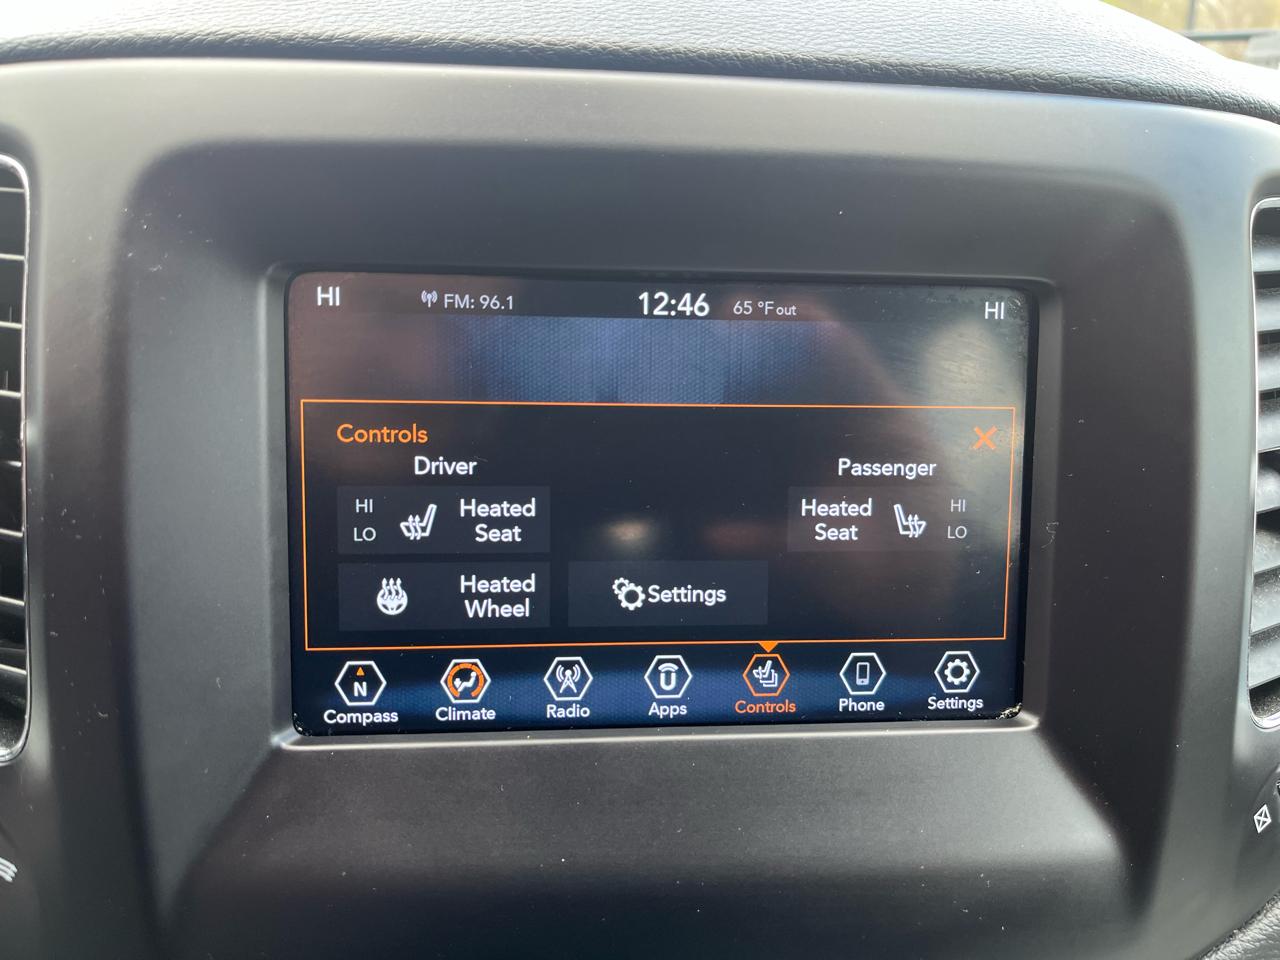 HI FM: 96.1 12:46 65 °F out HI
Controls
Driver Passenger
HI
LO
Heated
Seat
Heated
Seat
HI
LO
Heated
Wheel
Settings
N
Compass Climate Radio Apps Controls Phone Settings